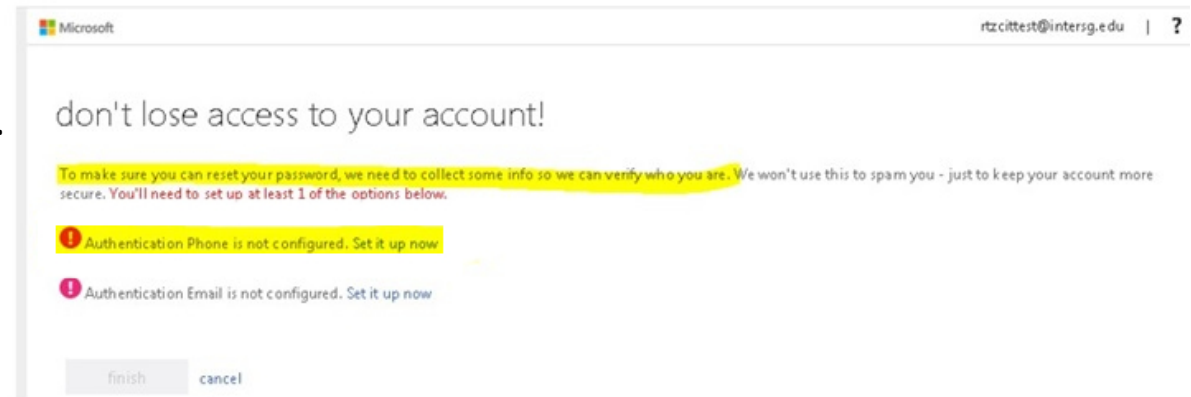 Microsoft rtzcittest@intersg.edu | ?
don't lose access to your account!
To make sure you can reset your password, we need to collect some info so we can verify who you are. We won't use this to spam you - just to keep your account more
secure. You'll need to set up at least 1 of the options below.
! Authentication Phone is not configured. Set it up now
! Authentication Email is not configured. Set it up now
finish cancel